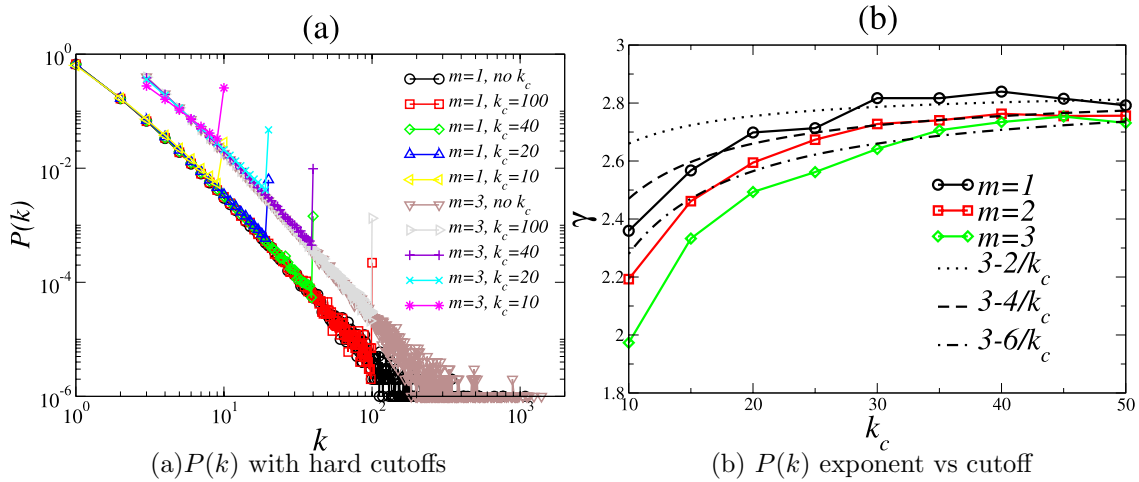 (a)
10^0
10^-2
10^-4
10^-6
P(k)
10^0
10^1
10^2
10^3
k
m=1, no k_c
m=1, k_c=100
m=1, k_c=40
m=1, k_c=20
m=1, k_c=10
m=3, no k_c
m=3, k_c=100
m=3, k_c=40
m=3, k_c=20
m=3, k_c=10
(a)P(k) with hard cutoffs
(b)
3
2.8
2.6
2.4
2.2
2
1.8
γ
10
20
30
40
50
k_c
m=1
m=2
m=3
3-2/k_c
3-4/k_c
3-6/k_c
(b) P(k) exponent vs cutoff